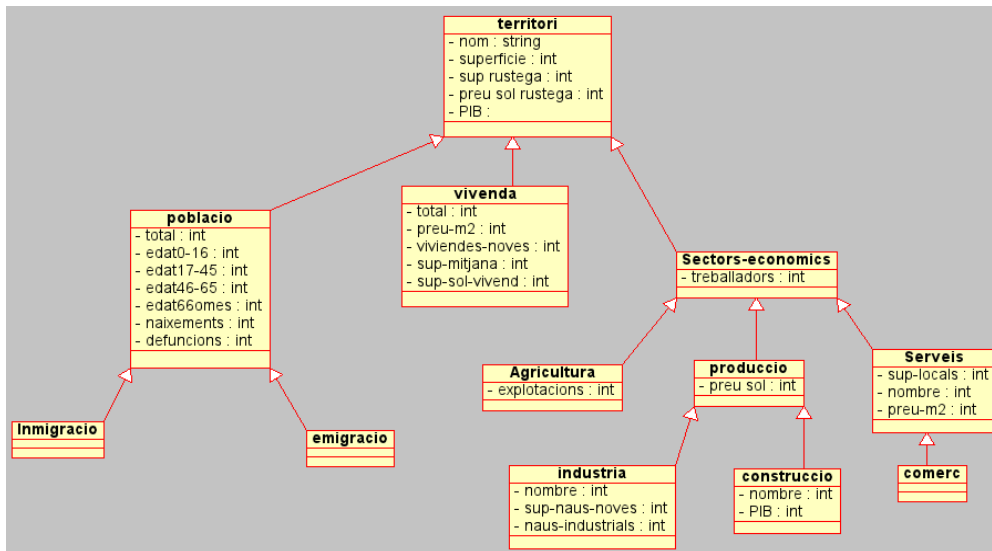 territori
- nom : string
- superficie : int
- sup rustega : int
- preu sol rustega : int
- PIB :
poblacio
- total : int
- edat0-16 : int
- edat17-45 : int
- edat46-65 : int
- edat66omes : int
- naixements : int
- defuncions : int
vivenda
- total : int
- preu-m2 : int
- viviendes-noves : int
- sup-mitjana : int
- sup-sol-vivend : int
Sectors-economics
- treballadors : int
Inmigracio
emigracio
Agricultura
- explotacions : int
produccio
- preu sol : int
Serveis
- sup-locals : int
- nombre : int
- preu-m2 : int
industria
- nombre : int
- sup-naus-noves : int
- naus-industrials : int
construccio
- nombre : int
- PIB : int
comerc